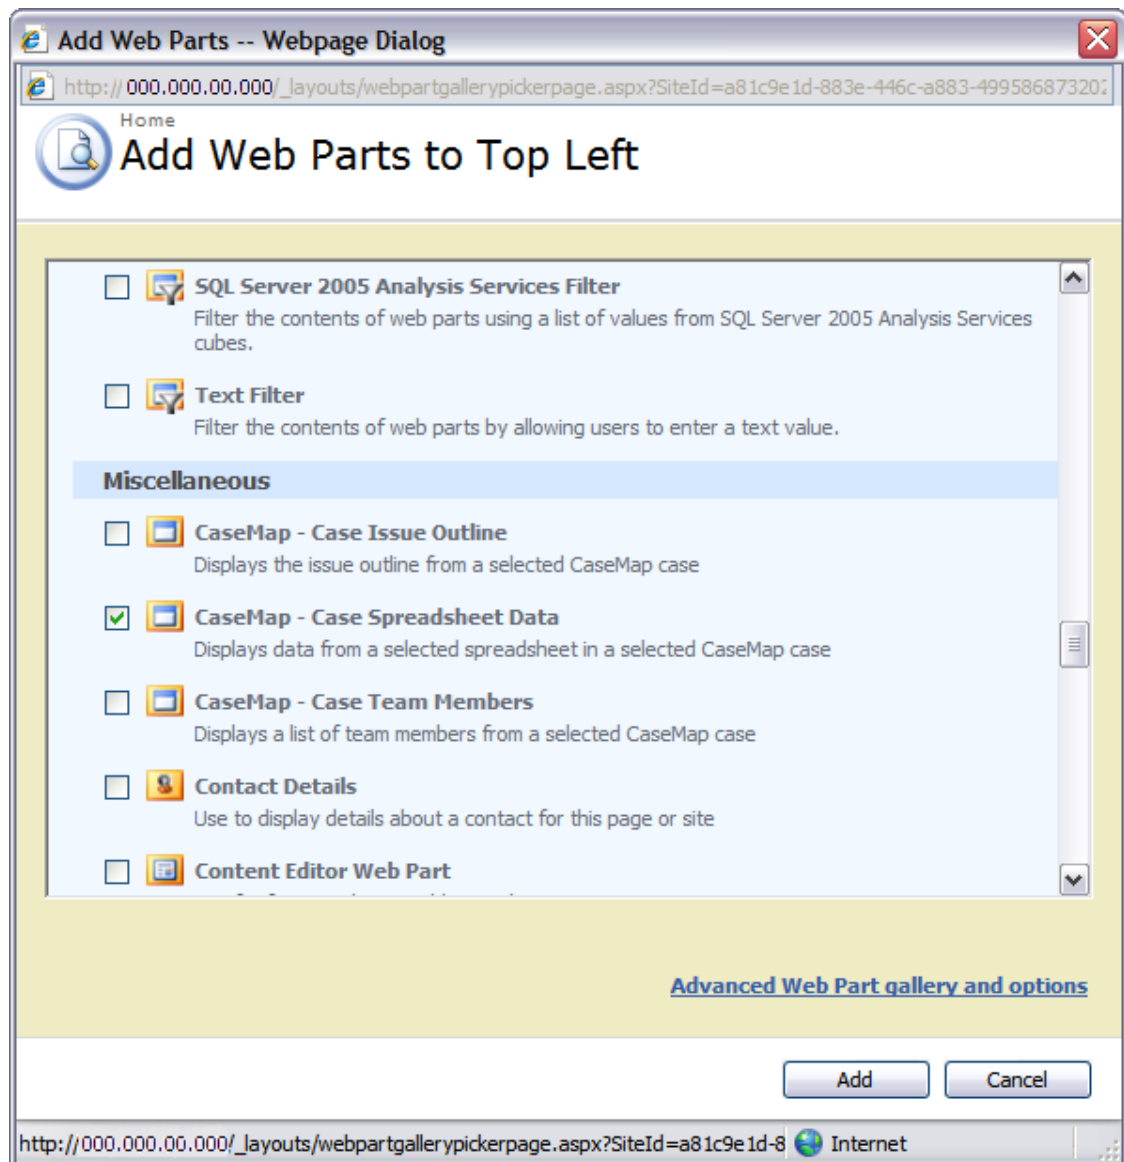 Add Web Parts -- Webpage Dialog
http://000.000.00.000/_layouts/webpartgallerypickerpage.aspx?SiteId=a81c9e1d-883e-446c-a883-499586873202
Home
Add Web Parts to Top Left
SQL Server 2005 Analysis Services Filter
Filter the contents of web parts using a list of values from SQL Server 2005 Analysis Services
cubes.
Text Filter
Filter the contents of web parts by allowing users to enter a text value.
Miscellaneous
CaseMap - Case Issue Outline
Displays the issue outline from a selected CaseMap case
CaseMap - Case Spreadsheet Data
Displays data from a selected spreadsheet in a selected CaseMap case
CaseMap - Case Team Members
Displays a list of team members from a selected CaseMap case
Contact Details
Use to display details about a contact for this page or site
Content Editor Web Part
Advanced Web Part gallery and options
Add Cancel
http://000.000.00.000/_layouts/webpartgallerypickerpage.aspx?SiteId=a81c9e1d-8 Internet